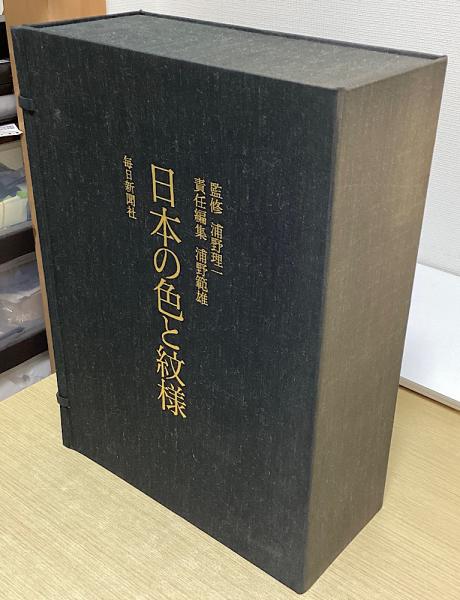 監修 浦野理一
責任編集 浦野範雄
日本の色と紋様
毎日新聞社